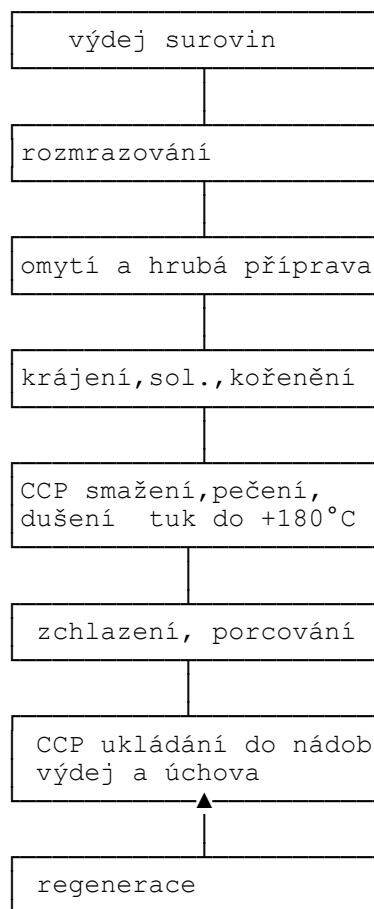 výdej surovin
rozmrazování
omytí a hrubá příprava
krájení,sol.,kořenění
CCP smažení,pečení,
dušení  tuk do +180°C
zchlazení, porcování
CCP ukládání do nádob
výdej a úchova
regenerace